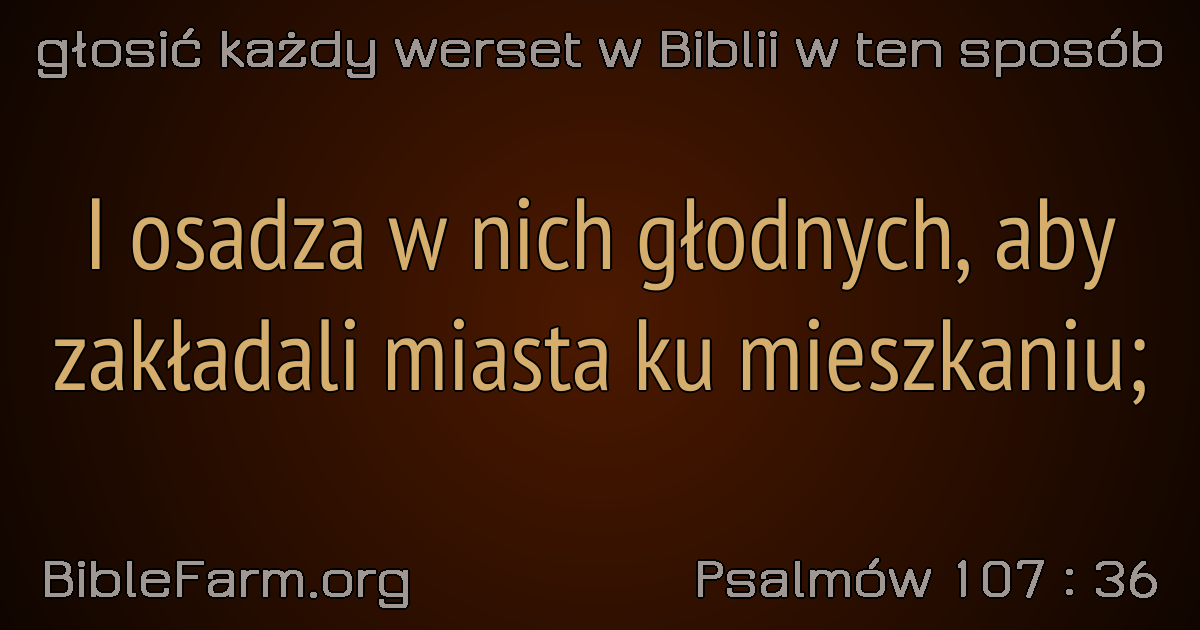 głosić każdy werset w Biblii w ten sposób
I osadza w nich głodnych, aby
zakładali miasta ku mieszkaniu;
BibleFarm.org
Psalmów 107 : 36